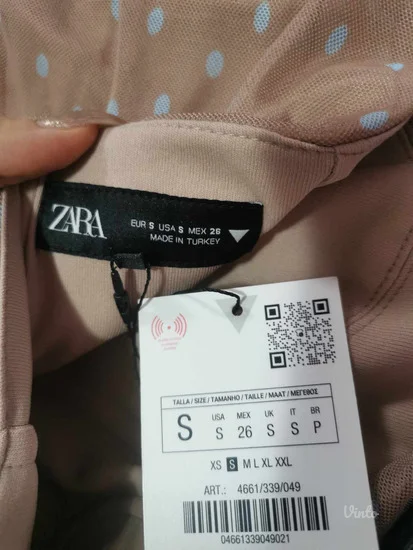 ZARA
EUR S USA S MEX 26
MADE IN TURKEY
TALLA / SIZE / TAMANHO / TAILLE / MAAT / ΜΕΓΕΘΟΣ
S
USA MEX UK IT BR
S 26 S S P
XS S M L XL XXL
ART.: 4661/339/049
04661339049021
Vinto